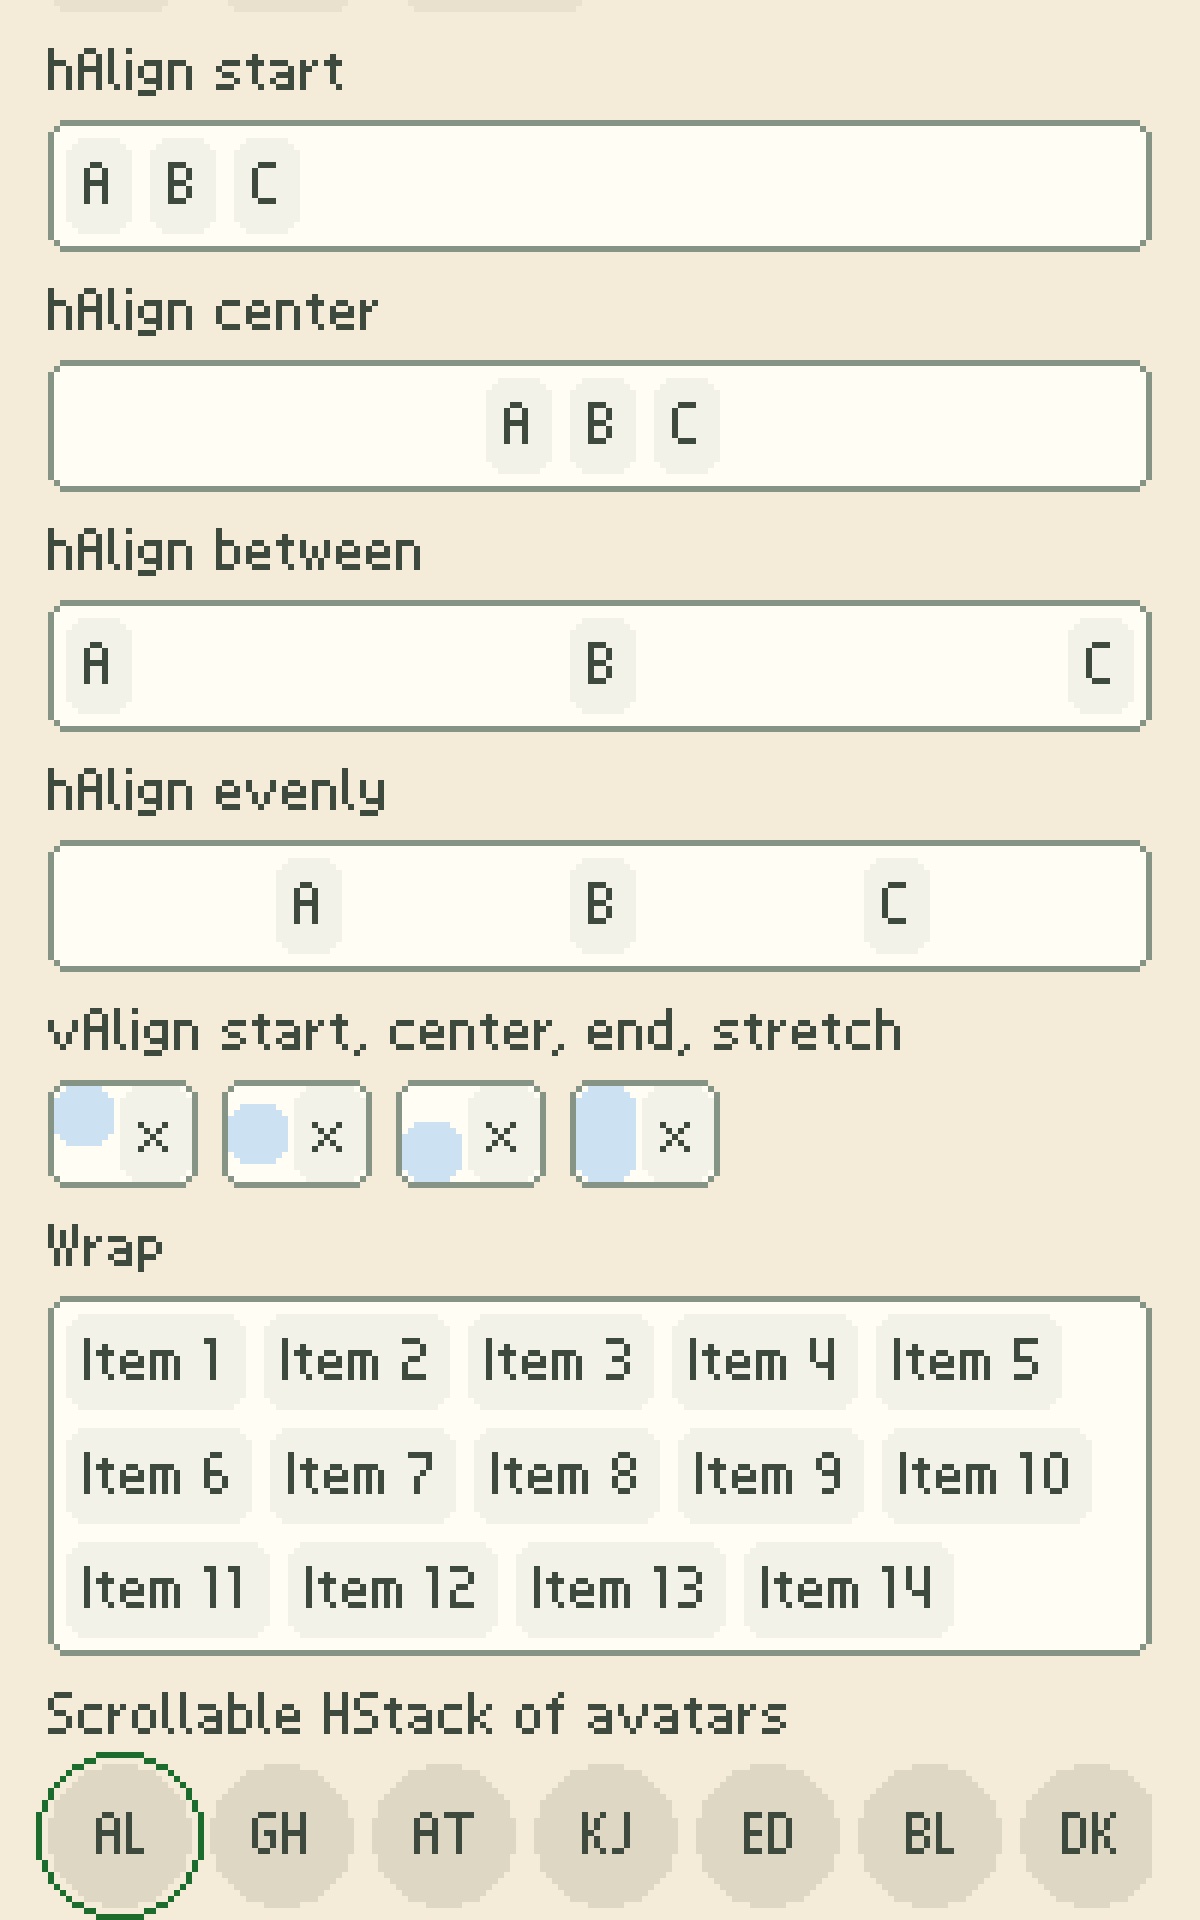 hAlign start
A B C
hAlign center
A B C
hAlign between
A B C
hAlign evenly
A B C
vAlign start, center, end, stretch
x x x x
Wrap
Item 1 Item 2 Item 3 Item 4 Item 5
Item 6 Item 7 Item 8 Item 9 Item 10
Item 11 Item 12 Item 13 Item 14
Scrollable HStack of avatars
AL GH AT KJ ED BL DK